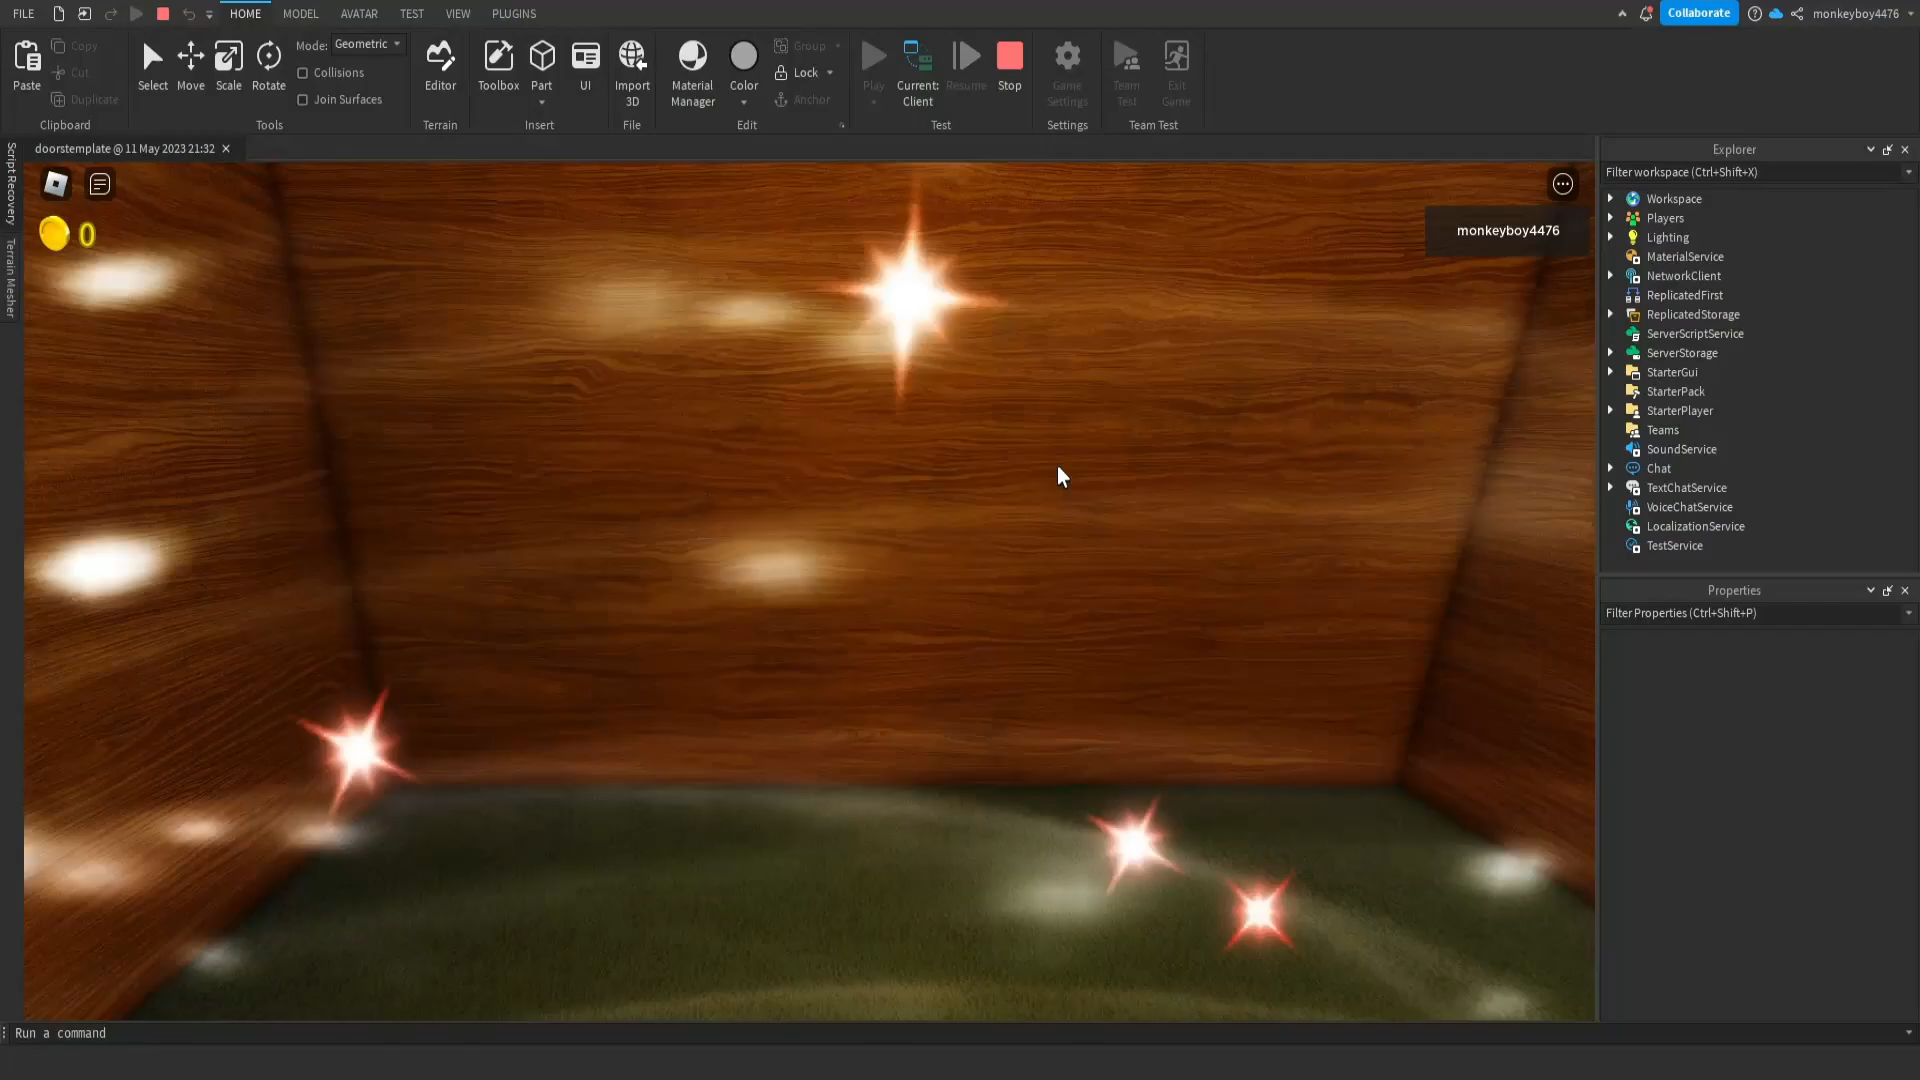 FILE HOME MODEL AVATAR TEST VIEW PLUGINS Collaborate monkeyboy4476
Paste Copy Cut Duplicate Clipboard
Select Move Scale Rotate Mode: Geometric Collisions Join Surfaces Tools
Editor Terrain
Toolbox Part UI Insert
Import 3D File
Material Manager Color Group Lock Anchor Edit
Play Current: Client Resume Stop Test
Game Settings Settings
Team Test Exit Game Team Test
Script Recovery
Terrain Mesher
doorstemplate @ 11 May 2023 21:32
0
monkeyboy4476
Explorer
Filter workspace (Ctrl+Shift+X)
Workspace
Players
Lighting
MaterialService
NetworkClient
ReplicatedFirst
ReplicatedStorage
ServerScriptService
ServerStorage
StarterGui
StarterPack
StarterPlayer
Teams
SoundService
Chat
TextChatService
VoiceChatService
LocalizationService
TestService
Properties
Filter Properties (Ctrl+Shift+P)
Run a command